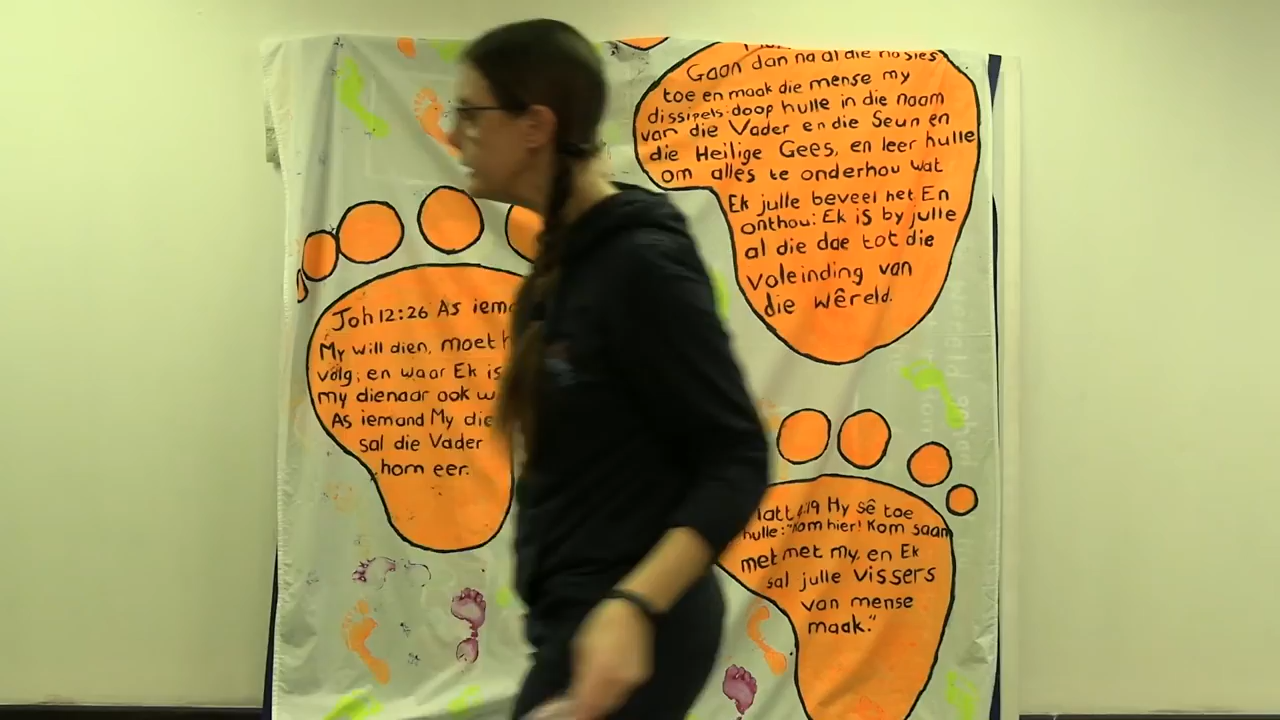 Gaan dan na al die nasies
toe en maak die mense my
dissipels: doop hulle in die naam
van die Vader en die Seun en
die Heilige Gees, en leer hulle
om alles te onderhou wat
Ek julle beveel het. En
onthou: Ek is by julle
al die dae tot die
Voleinding van
die wêreld.
Joh 12:26 As iem
My will dien, moet h
volg; en waar Ek is
my dienaar ook w
As iemand My die
sal die Vader
hom eer.
Matt 4:19 Hy sê toe
hulle: "Kom hier! Kom saam
met met my, en Ek
sal julle vissers
van mense
maak."